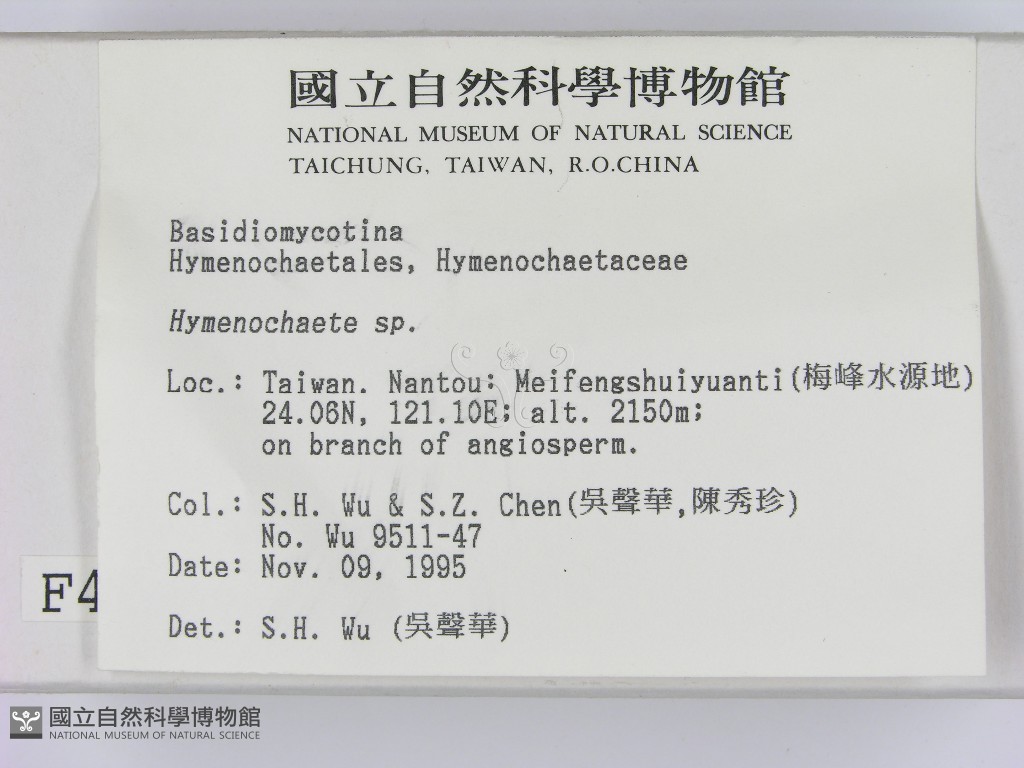 國立自然科學博物館
NATIONAL MUSEUM OF NATURAL SCIENCE
TAICHUNG, TAIWAN, R.O.CHINA
Basidiomycotina
Hymenochaetales, Hymenochaetaceae
Hymenochaete sp.
Loc.: Taiwan. Nantou: Meifengshuiyuanti(梅峰水源地)
24.06N, 121.10E; alt. 2150m;
on branch of angiosperm.
Col.: S.H. Wu & S.Z. Chen(吳聲華,陳秀珍)
No. Wu 9511-47
Date: Nov. 09, 1995
F4
Det.: S.H. Wu (吳聲華)
國立自然科學博物館
NATIONAL MUSEUM OF NATURAL SCIENCE